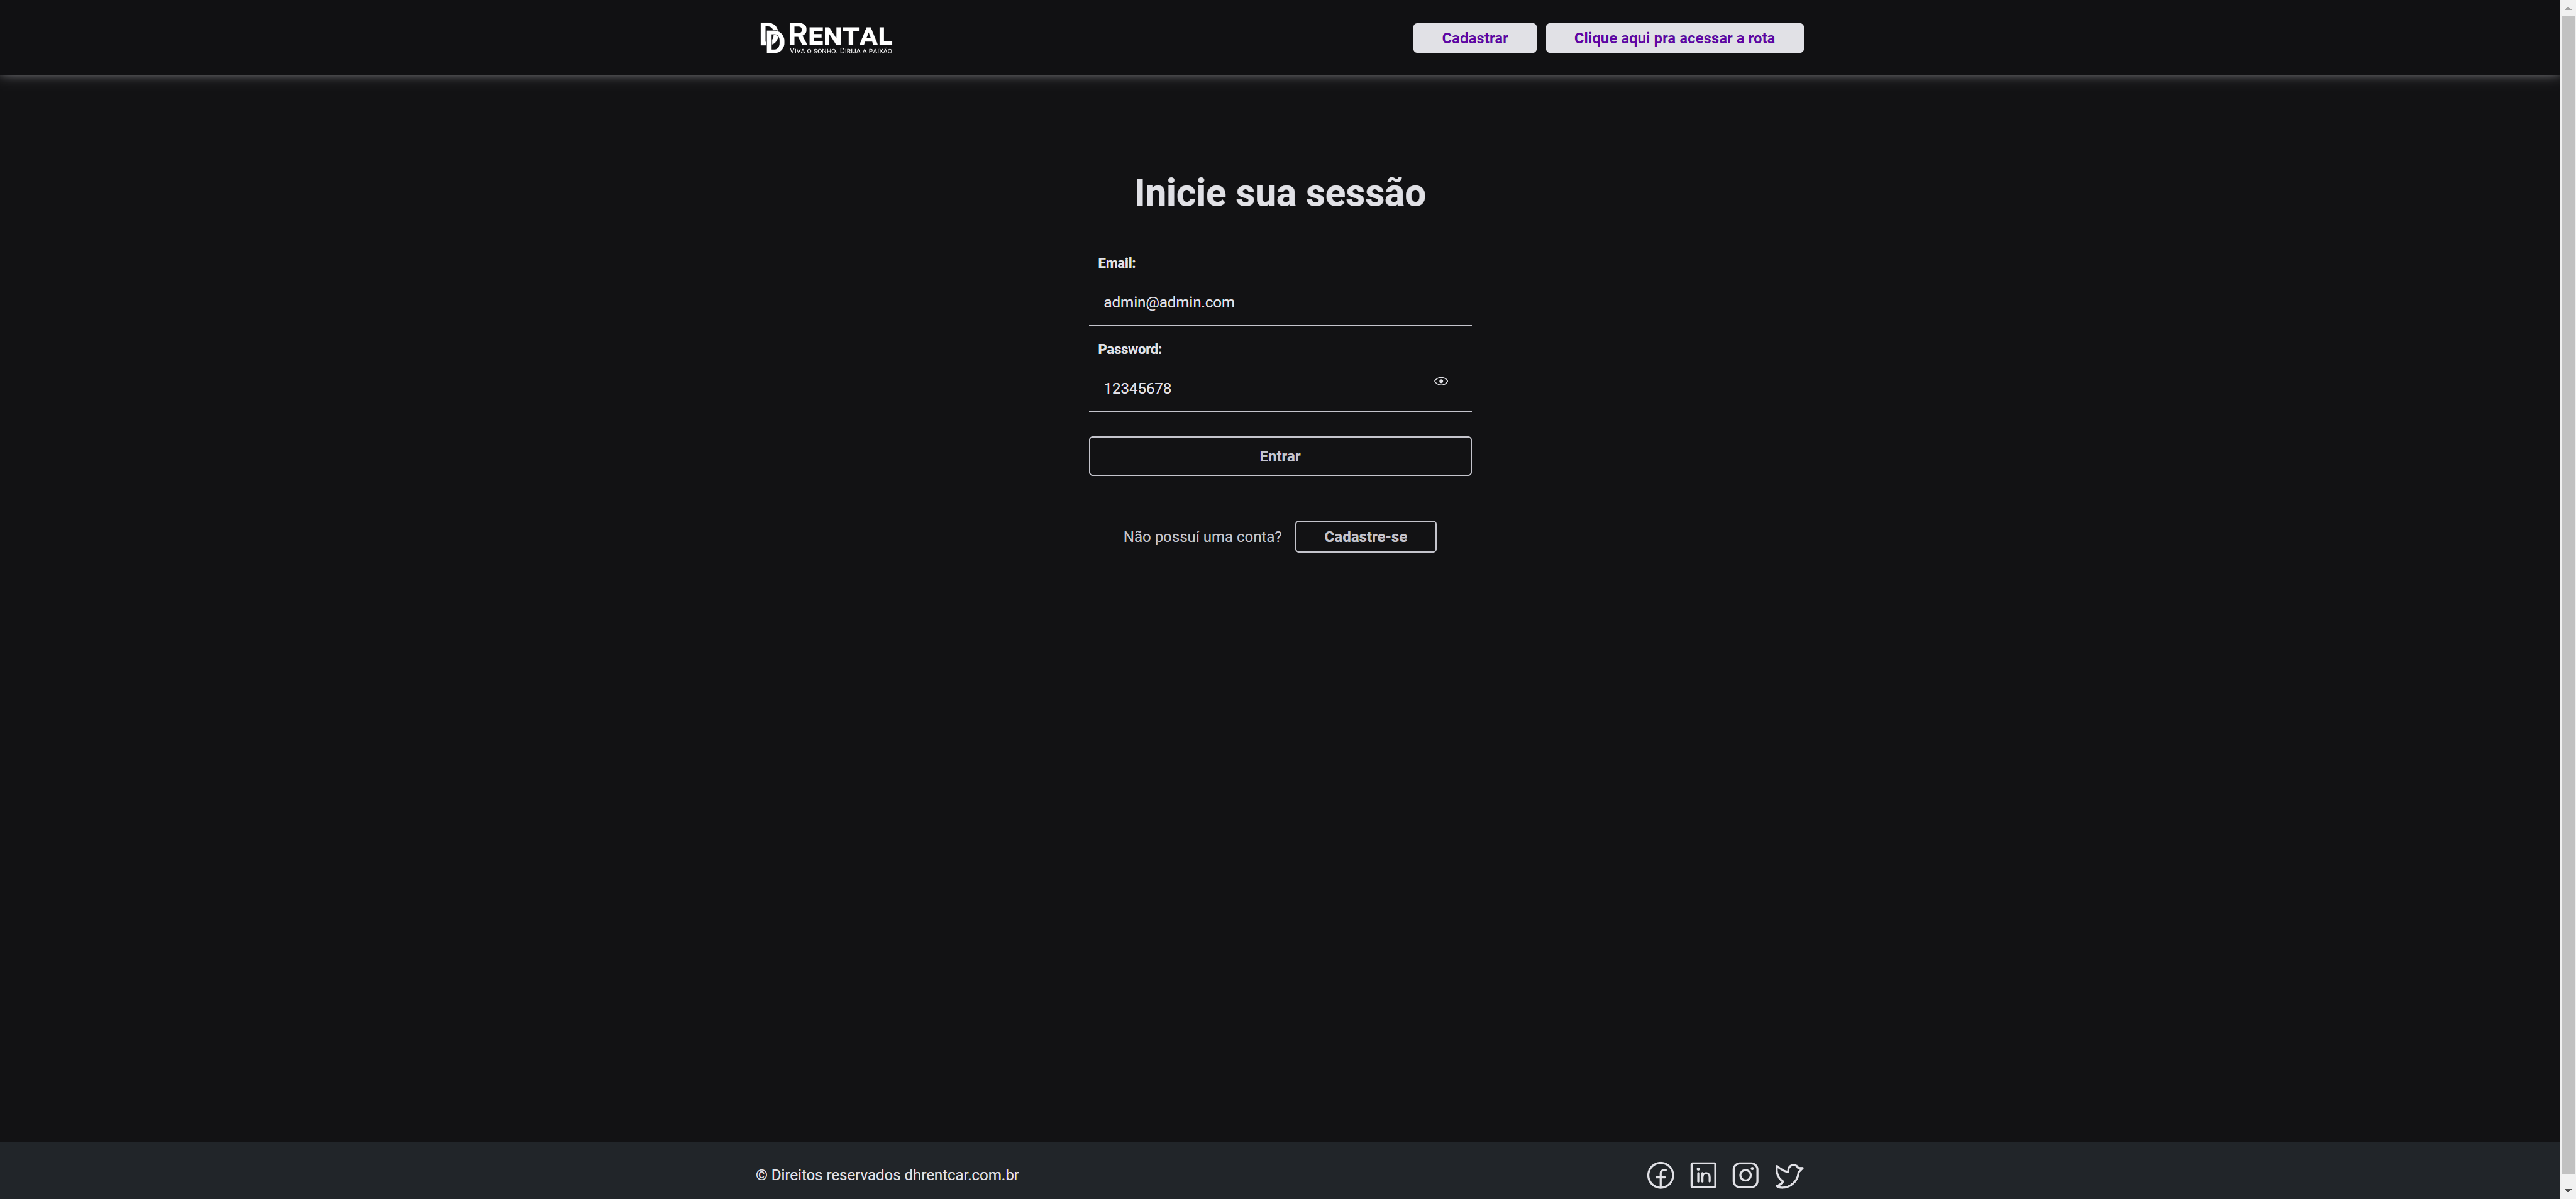 DD RENTAL
VIVA O SONHO. DIRIJA A PAIXÃO
Cadastrar
Clique aqui pra acessar a rota
Inicie sua sessão
Email:
admin@admin.com
Password:
12345678
Entrar
Não possuí uma conta? Cadastre-se
© Direitos reservados dhrentcar.com.br